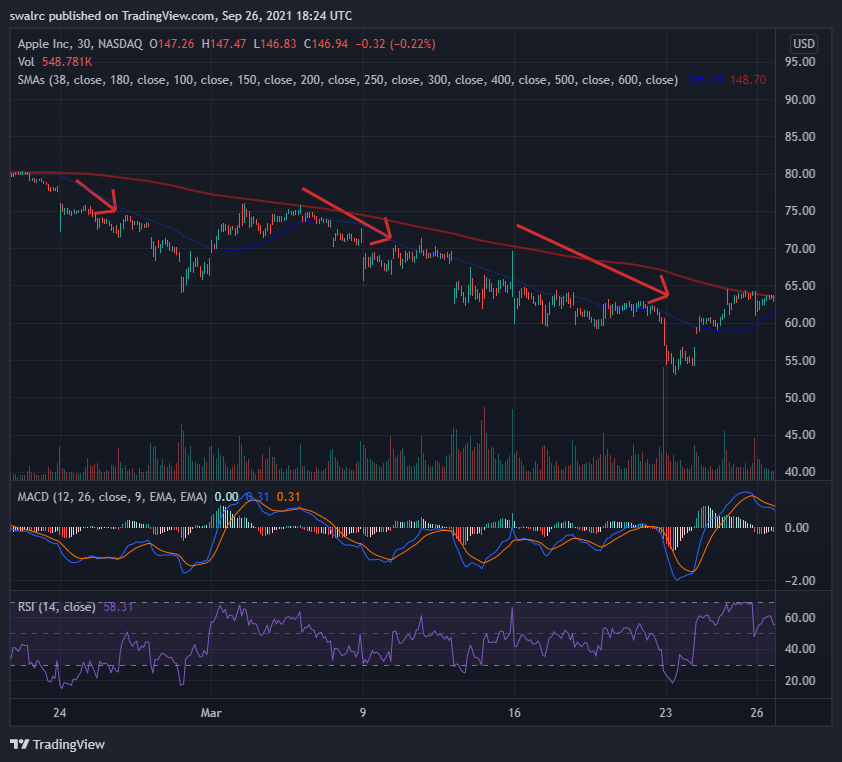 swalrc published on TradingView.com, Sep 26, 2021 18:24 UTC
Apple Inc, 30, NASDAQ O147.26 H147.47 L146.83 C146.94 −0.32 (−0.22%)
USD
Vol 548.781K
95.00
SMAs (38, close, 180, close, 100, close, 150, close, 200, close, 250, close, 300, close, 400, close, 500, close, 600, close) 148.70
90.00
85.00
80.00
75.00
70.00
65.00
60.00
55.00
50.00
45.00
40.00
MACD (12, 26, close, 9, EMA, EMA) 0.00 0.31 0.31
0.00
−2.00
RSI (14, close) 58.31
60.00
40.00
20.00
24 Mar 9 16 23 26
TradingView